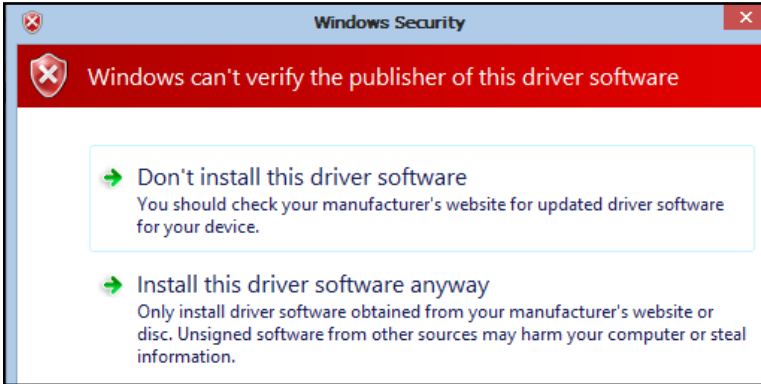 Windows Security
Windows can't verify the publisher of this driver software
Don't install this driver software
You should check your manufacturer's website for updated driver software
for your device.
Install this driver software anyway
Only install driver software obtained from your manufacturer's website or
disc. Unsigned software from other sources may harm your computer or steal
information.